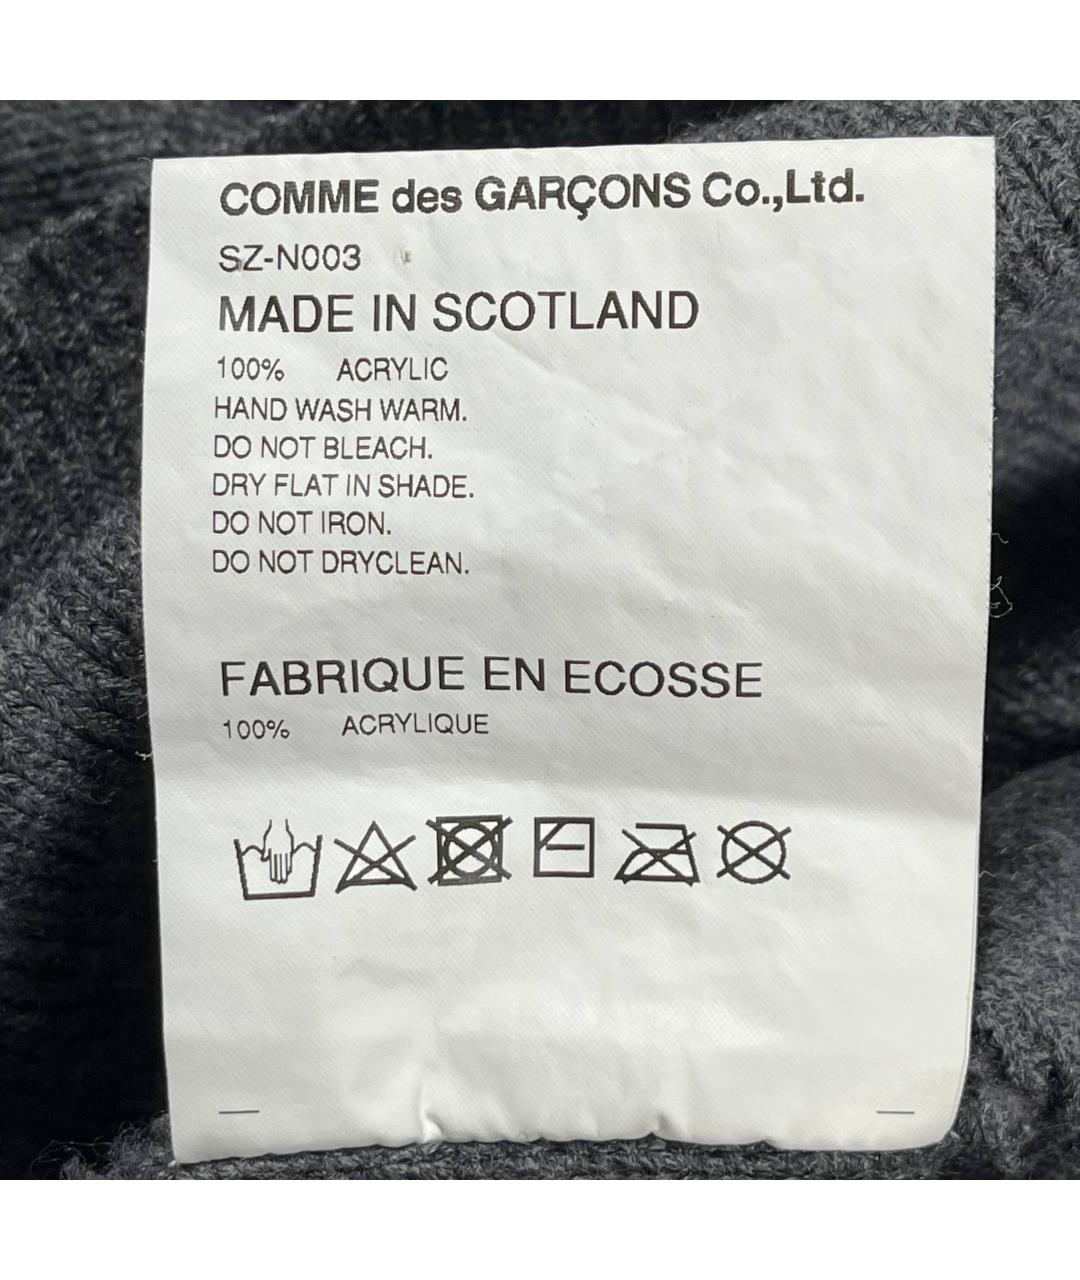 COMME des GARÇONS Co.,Ltd.
SZ-N003
MADE IN SCOTLAND
100% ACRYLIC
HAND WASH WARM.
DO NOT BLEACH.
DRY FLAT IN SHADE.
DO NOT IRON.
DO NOT DRYCLEAN.
FABRIQUE EN ECOSSE
100% ACRYLIQUE